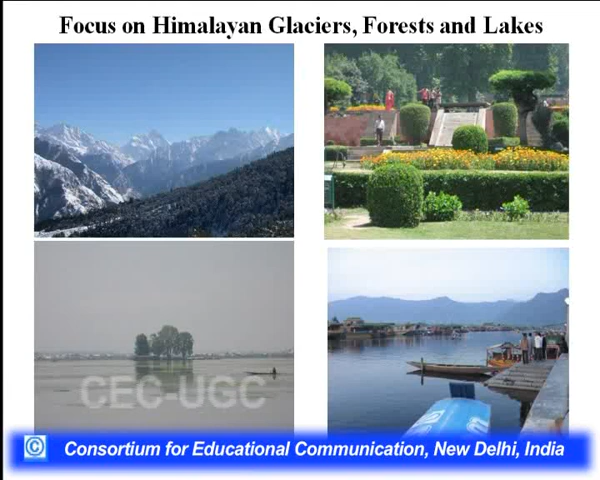 Focus on Himalayan Glaciers, Forests and Lakes
CEC-UGC
© Consortium for Educational Communication, New Delhi, India